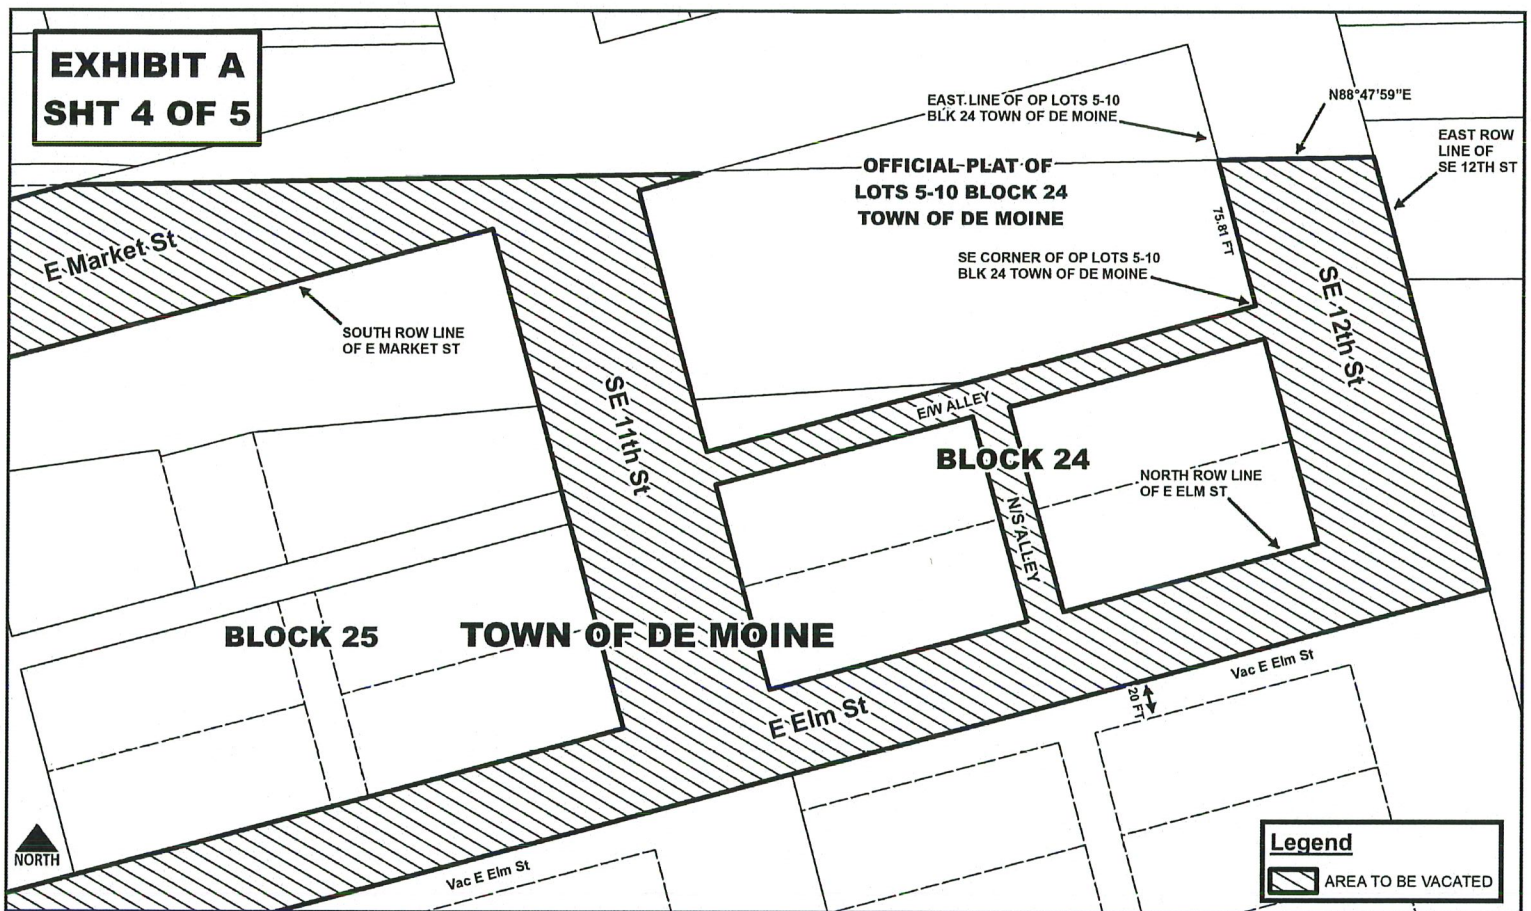 EXHIBIT A
SHT 4 OF 5
EAST LINE OF OP LOTS 5-10
BLK 24 TOWN OF DE MOINE
N88°47'59"E
EAST ROW
LINE OF
SE 12TH ST
OFFICIAL PLAT OF
LOTS 5-10 BLOCK 24
TOWN OF DE MOINE
75.81 FT
E Market St
SE CORNER OF OP LOTS 5-10
BLK 24 TOWN OF DE MOINE
SE 12th St
SOUTH ROW LINE
OF E MARKET ST
SE 11th St
E/W ALLEY
BLOCK 24
NORTH ROW LINE
OF E ELM ST
N/S ALLEY
BLOCK 25
TOWN OF DE MOINE
Vac E Elm St
20 FT
E Elm St
NORTH
Vac E Elm St
Legend
AREA TO BE VACATED